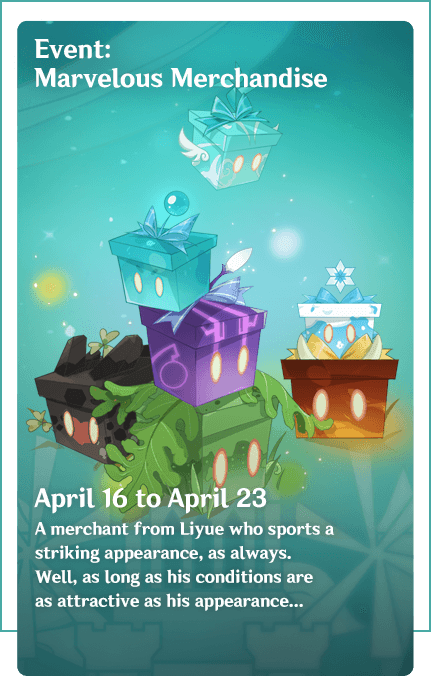 Event:
Marvelous Merchandise
April 16 to April 23
A merchant from Liyue who sports a
striking appearance, as always.
Well, as long as his conditions are
as attractive as his appearance...